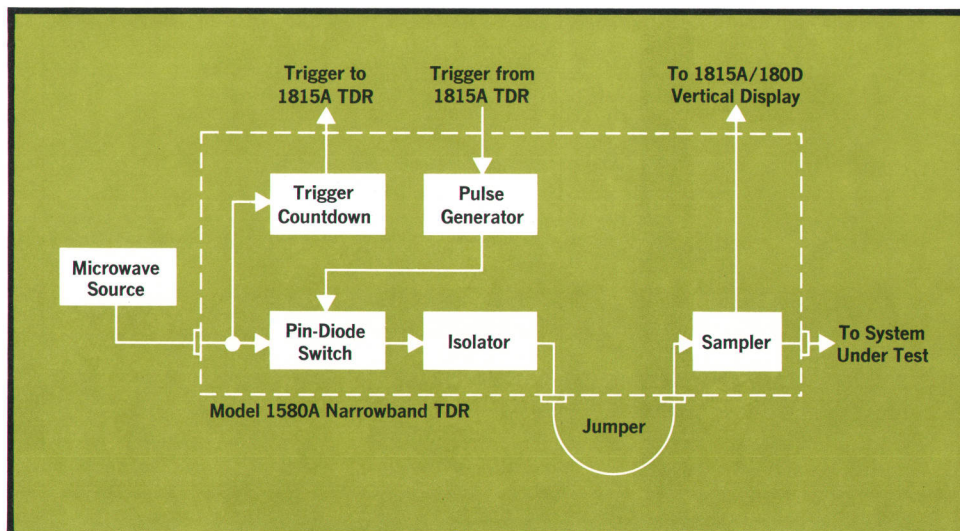 Trigger to
1815A TDR
Trigger from
1815A TDR
To 1815A/180D
Vertical Display
Trigger
Countdown
Pulse
Generator
Microwave
Source
Pin-Diode
Switch
Isolator
Sampler
To System
Under Test
Model 1580A Narrowband TDR
Jumper